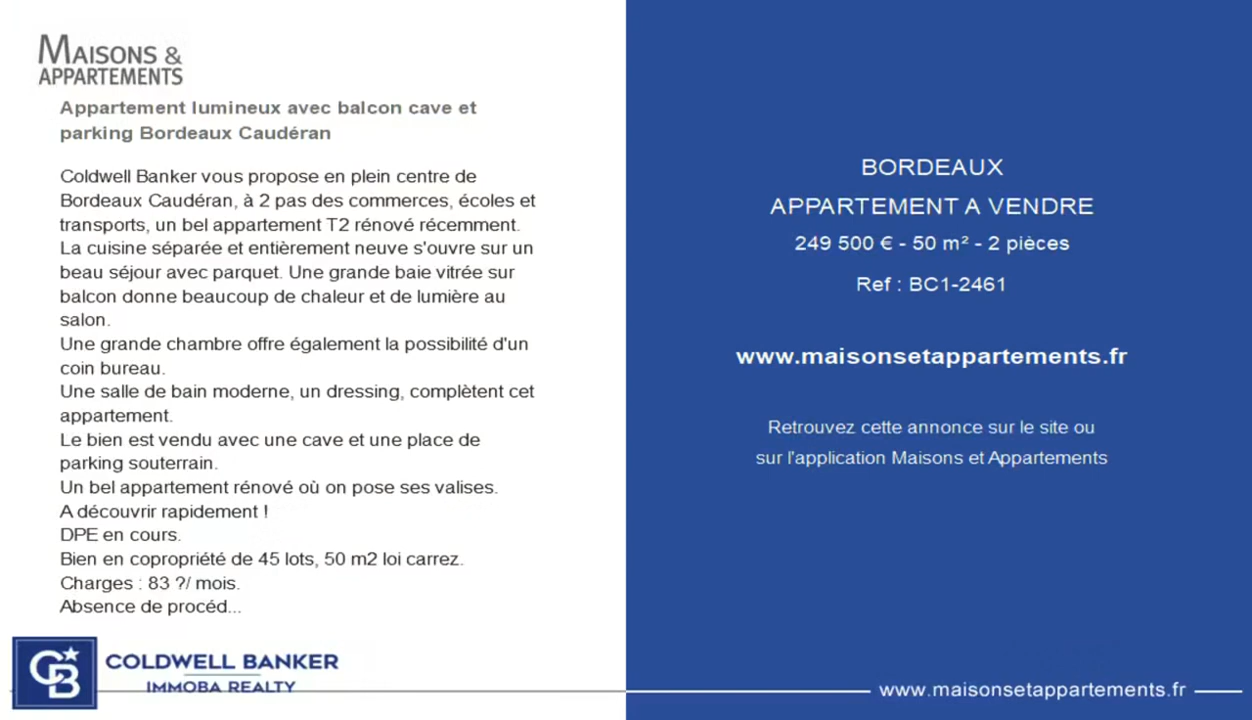 MAISONS &
APPARTEMENTS
Appartement lumineux avec balcon cave et
parking Bordeaux Caudéran
Coldwell Banker vous propose en plein centre de
Bordeaux Caudéran, à 2 pas des commerces, écoles et
transports, un bel appartement T2 rénové récemment.
La cuisine séparée et entièrement neuve s'ouvre sur un
beau séjour avec parquet. Une grande baie vitrée sur
balcon donne beaucoup de chaleur et de lumière au
salon.
Une grande chambre offre également la possibilité d'un
coin bureau.
Une salle de bain moderne, un dressing, complètent cet
appartement.
Le bien est vendu avec une cave et une place de
parking souterrain.
Un bel appartement rénové où on pose ses valises.
A découvrir rapidement !
DPE en cours.
Bien en copropriété de 45 lots, 50 m2 loi carrez.
Charges : 83 ?/ mois.
Absence de procéd...
CB
COLDWELL BANKER
IMMOBA REALTY
BORDEAUX
APPARTEMENT A VENDRE
249 500 € - 50 m² - 2 pièces
Ref : BC1-2461
www.maisonsetappartements.fr
Retrouvez cette annonce sur le site ou
sur l'application Maisons et Appartements
www.maisonsetappartements.fr